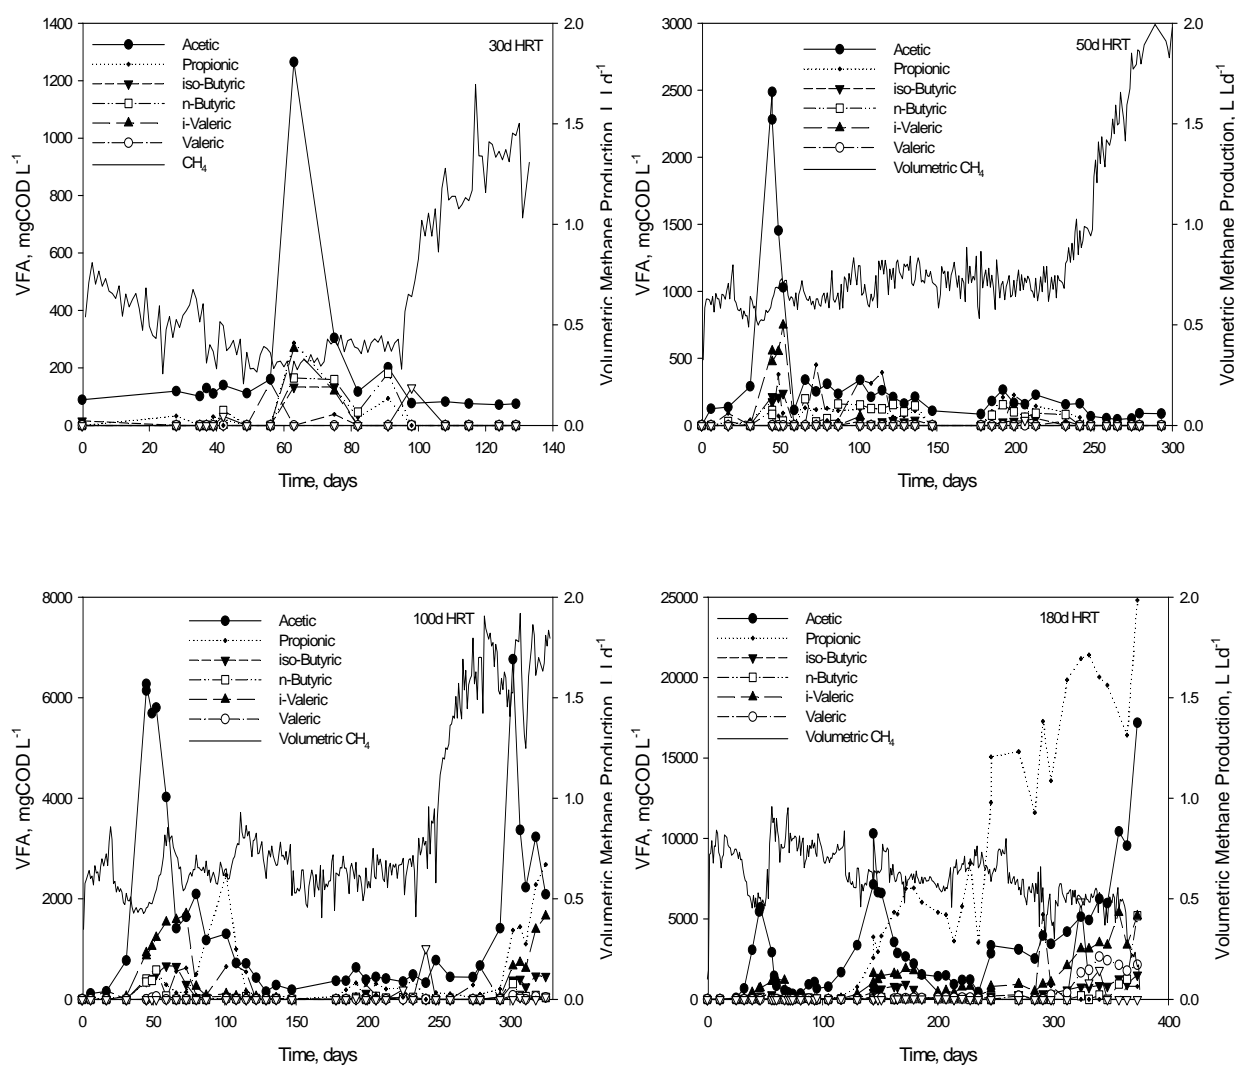 30d HRT
Acetic
Propionic
iso-Butyric
n-Butyric
i-Valeric
Valeric
CH4
VFA, mgCOD L-1
1400
1200
1000
800
600
400
200
0
2.0
1.5
1.0
0.5
0.0
Volumetric Methane Production, L Ld-1
0 20 40 60 80 100 120 140
Time, days
50d HRT
Acetic
Propionic
iso-Butyric
n-Butyric
i-Valeric
Valeric
Volumetric CH4
VFA, mgCOD L-1
3000
2500
2000
1500
1000
500
0
2.0
1.5
1.0
0.5
0.0
Volumetric Methane Production, L Ld-1
0 50 100 150 200 250 300
Time, days
100d HRT
Acetic
Propionic
iso-Butyric
n-Butyric
i-Valeric
Valeric
Volumetric CH4
VFA, mgCOD L-1
8000
6000
4000
2000
0
2.0
1.5
1.0
0.5
0.0
Volumetric Methane Production, L Ld-1
0 50 100 150 200 250 300
Time, days
180d HRT
Acetic
Propionic
iso-Butyric
n-Butyric
i-Valeric
Valeric
Volumetric CH4
VFA, mgCOD L-1
25000
20000
15000
10000
5000
0
2.0
1.5
1.0
0.5
0.0
Volumetric Methane Production, L Ld-1
0 100 200 300 400
Time, days